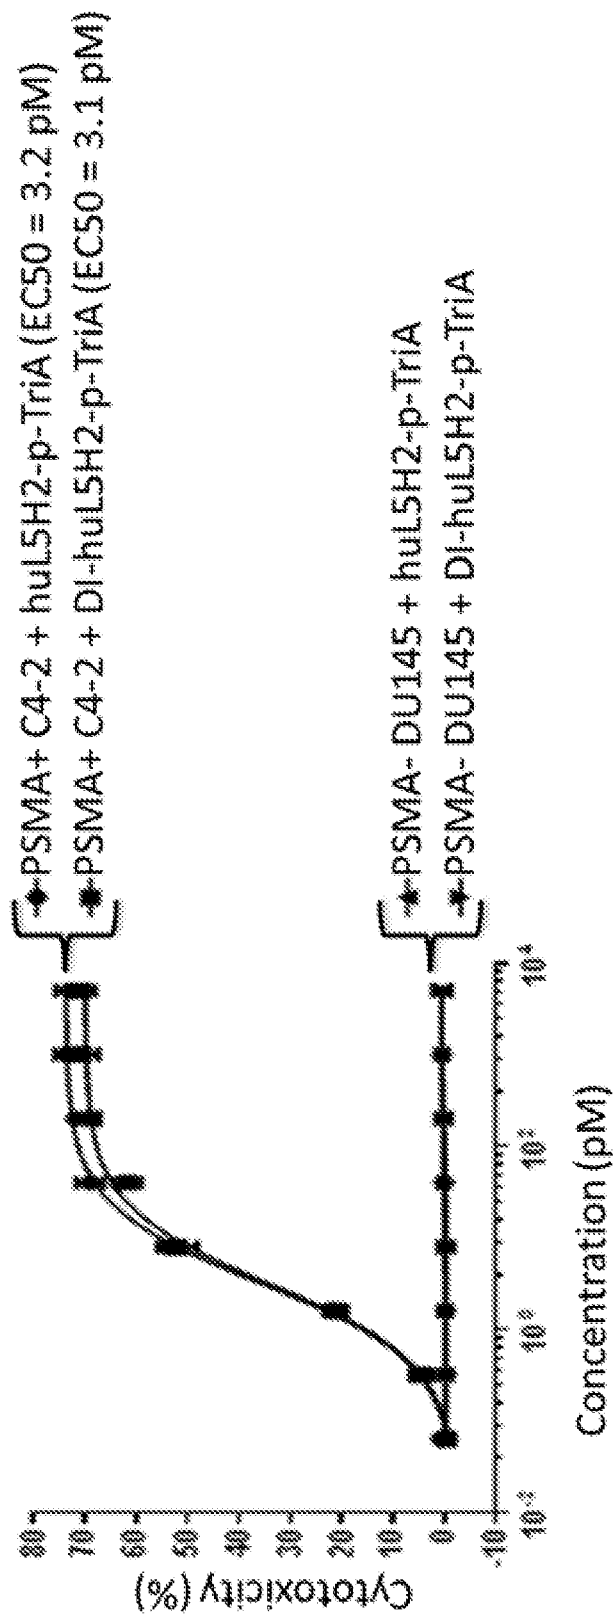 80
70
60
50
40
30
20
10
0
-10
Cytotoxicity (%)
10-2
100
102
104
Concentration (pM)
PSMA+ C4-2 + huL5H2-p-TriA (EC50 = 3.2 pM)
PSMA+ C4-2 + DI-huL5H2-p-TriA (EC50 = 3.1 pM)
PSMA- DU145 + huL5H2-p-TriA
PSMA- DU145 + DI-huL5H2-p-TriA